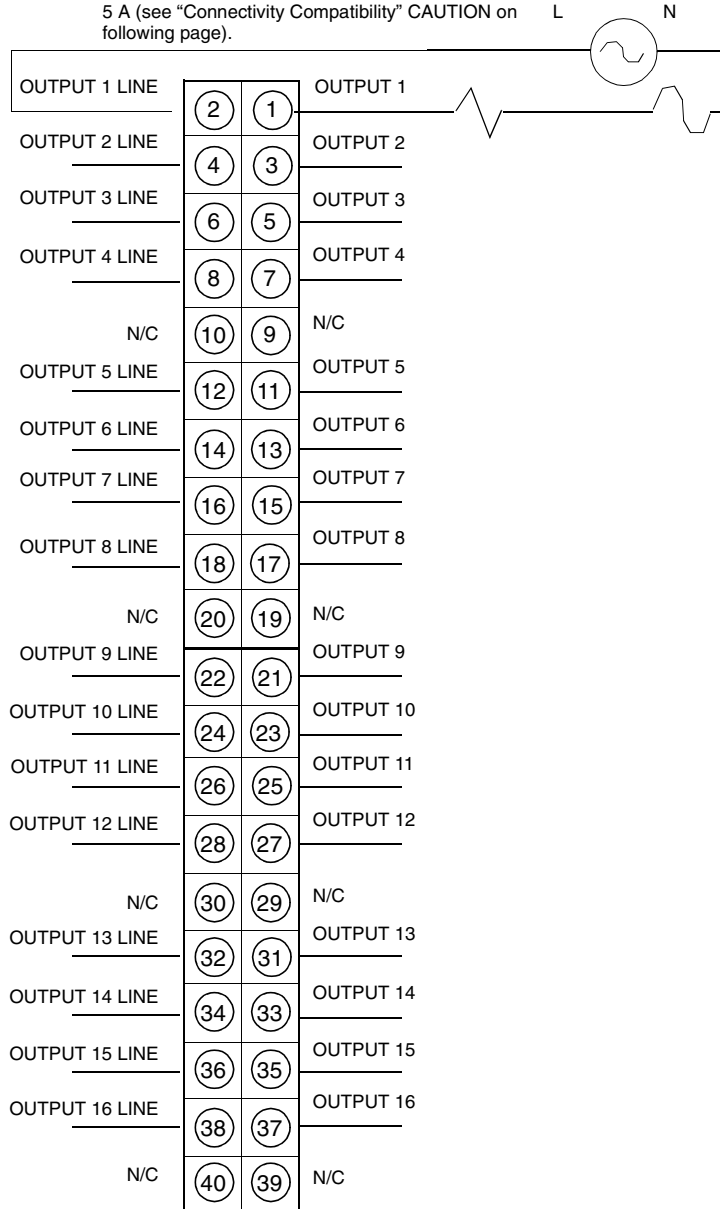 5 A (see “Connectivity Compatibility” CAUTION on
following page).
L N
OUTPUT 1 LINE 2 1 OUTPUT 1
OUTPUT 2 LINE 4 3 OUTPUT 2
OUTPUT 3 LINE 6 5 OUTPUT 3
OUTPUT 4 LINE 8 7 OUTPUT 4
N/C 10 9 N/C
OUTPUT 5 LINE 12 11 OUTPUT 5
OUTPUT 6 LINE 14 13 OUTPUT 6
OUTPUT 7 LINE 16 15 OUTPUT 7
OUTPUT 8 LINE 18 17 OUTPUT 8
N/C 20 19 N/C
OUTPUT 9 LINE 22 21 OUTPUT 9
OUTPUT 10 LINE 24 23 OUTPUT 10
OUTPUT 11 LINE 26 25 OUTPUT 11
OUTPUT 12 LINE 28 27 OUTPUT 12
N/C 30 29 N/C
OUTPUT 13 LINE 32 31 OUTPUT 13
OUTPUT 14 LINE 34 33 OUTPUT 14
OUTPUT 15 LINE 36 35 OUTPUT 15
OUTPUT 16 LINE 38 37 OUTPUT 16
N/C 40 39 N/C